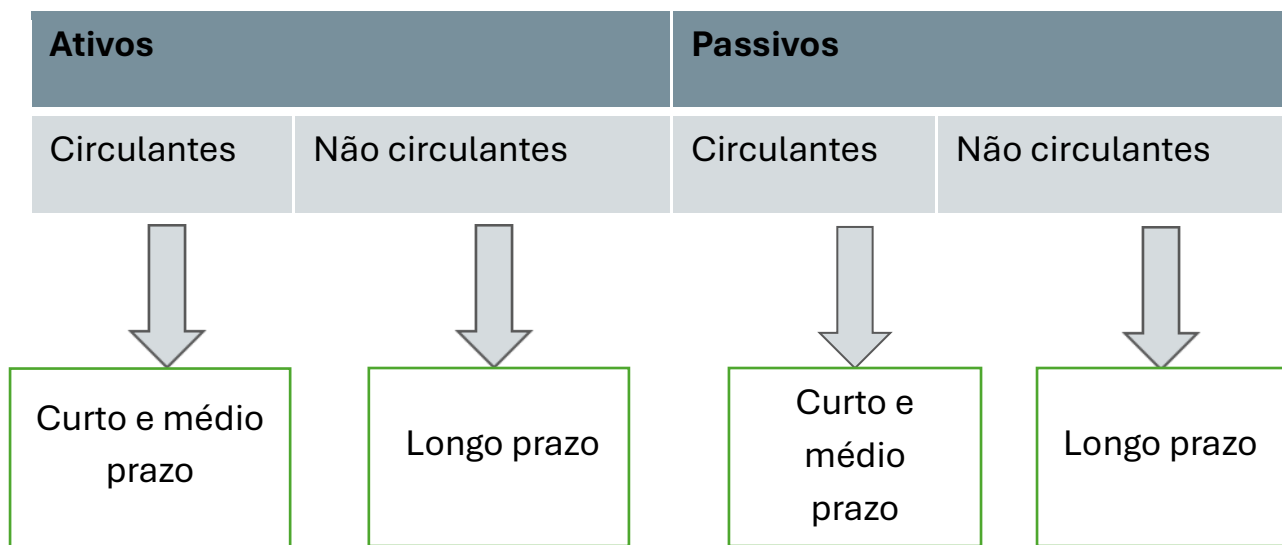 Ativos
Passivos
Circulantes
Não circulantes
Circulantes
Não circulantes
Curto e médio
prazo
Longo prazo
Curto e
médio
prazo
Longo prazo